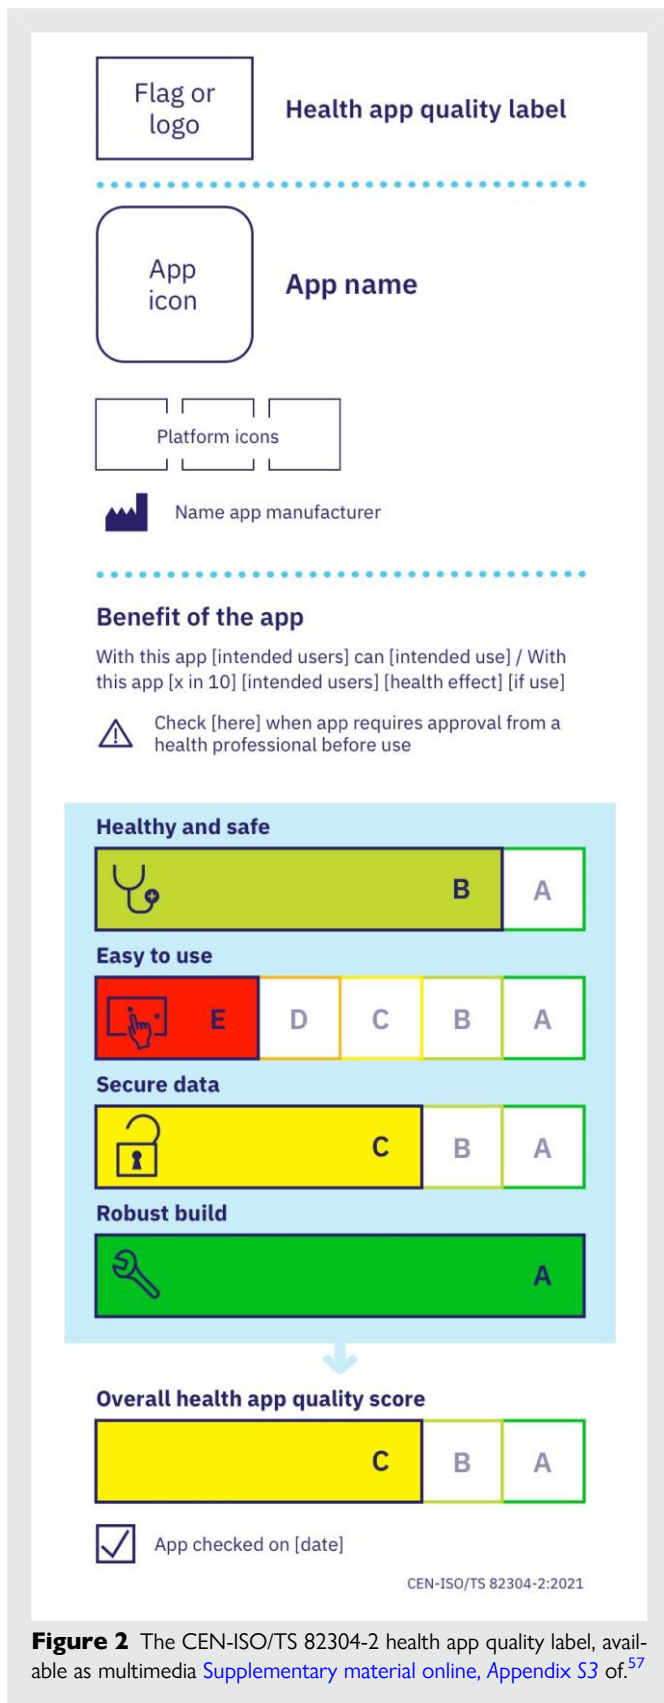 Flag or
logo
Health app quality label
App
icon
App name
Platform icons
Name app manufacturer
Benefit of the app
With this app [intended users] can [intended use] / With
this app [x in 10] [intended users] [health effect] [if use]
Check [here] when app requires approval from a
health professional before use
Healthy and safe
B A
Easy to use
E D C B A
Secure data
C B A
Robust build
A
Overall health app quality score
C B A
App checked on [date]
CEN-ISO/TS 82304-2:2021
Figure 2 The CEN-ISO/TS 82304-2 health app quality label, avail-
able as multimedia Supplementary material online, Appendix S3 of.57